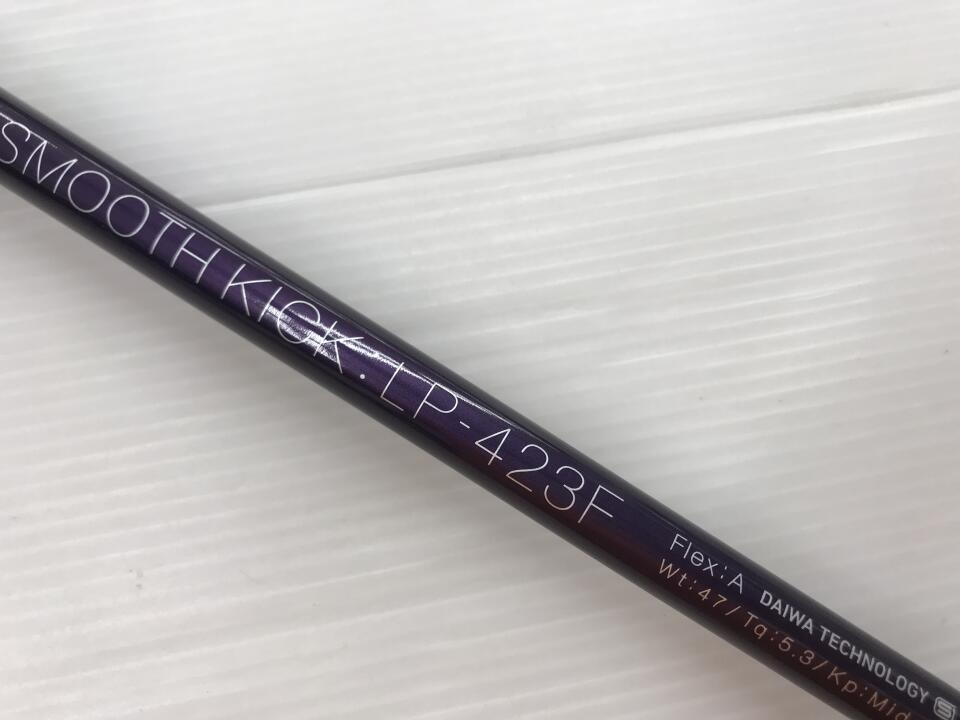 SMOOTH KICK. LP-423F
Flex:A DAIWA TECHNOLOGY
Wt:47/Tq:5.3/Kp:Mid